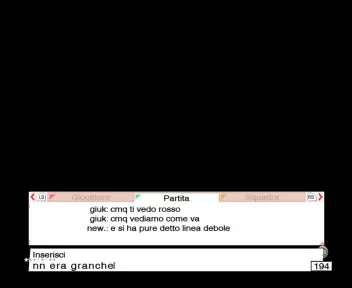 LB Giocatore Partita Squadra RB
giuk: cmq ti vedo rosso
giuk: cmq vediamo come va
new.: e si ha pure detto linea debole
Inserisci
nn era granche
194